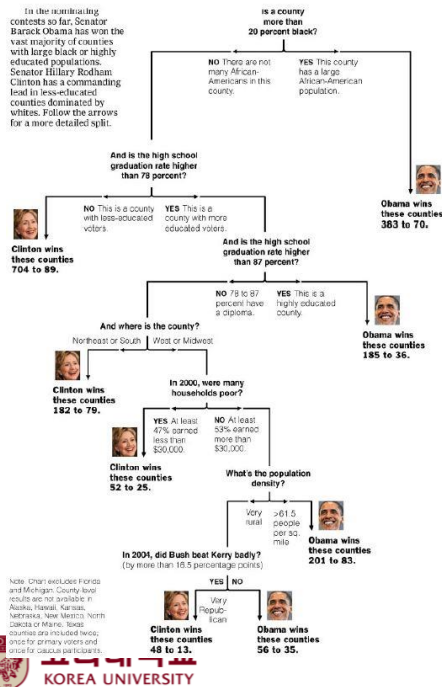 In the nominating
contests so far, Senator
Barack Obama has won the
vast majority of counties
with large black or highly
educated populations.
Senator Hillary Rodham
Clinton has a commanding
lead in less-educated
counties dominated by
whites. Follow the arrows
for a more detailed split.
Is a county
more than
20 percent black?
NO There are not
many African-
Americans in this
county.
YES This county
has a large
African-American
population.
And is the high school
graduation rate higher
than 78 percent?
Obama wins
these counties
383 to 70.
NO This is a county
with less-educated
voters.
YES This is a
county with more
educated voters.
Clinton wins
these counties
704 to 89.
And is the high school
graduation rate higher
than 87 percent?
NO 78 to 87
percent have
a diploma.
YES This is a
highly educated
county.
And where is the county?
Northeast or South
West or Midwest
Obama wins
these counties
185 to 36.
Clinton wins
these counties
182 to 79.
In 2000, were many
households poor?
YES At least
47% earned
less than
$30,000.
NO At least
53% earned
more than
$30,000.
Clinton wins
these counties
52 to 25.
What's the population
density?
Very
rural
>61.5
people
per sq.
mile
Obama wins
these counties
201 to 83.
In 2004, did Bush beat Kerry badly?
(by more than 16.5 percentage points)
YES NO
Very
Repub-
lican
Clinton wins
these counties
48 to 13.
Obama wins
these counties
56 to 35.
Note: Chart excludes Florida
and Michigan. County-level
results are not available in
Alaska, Hawaii, Kansas,
Nebraska, New Mexico, North
Dakota or Maine. Texas
counties are included twice;
once for primary voters and
once for caucus participants.
KOREA UNIVERSITY